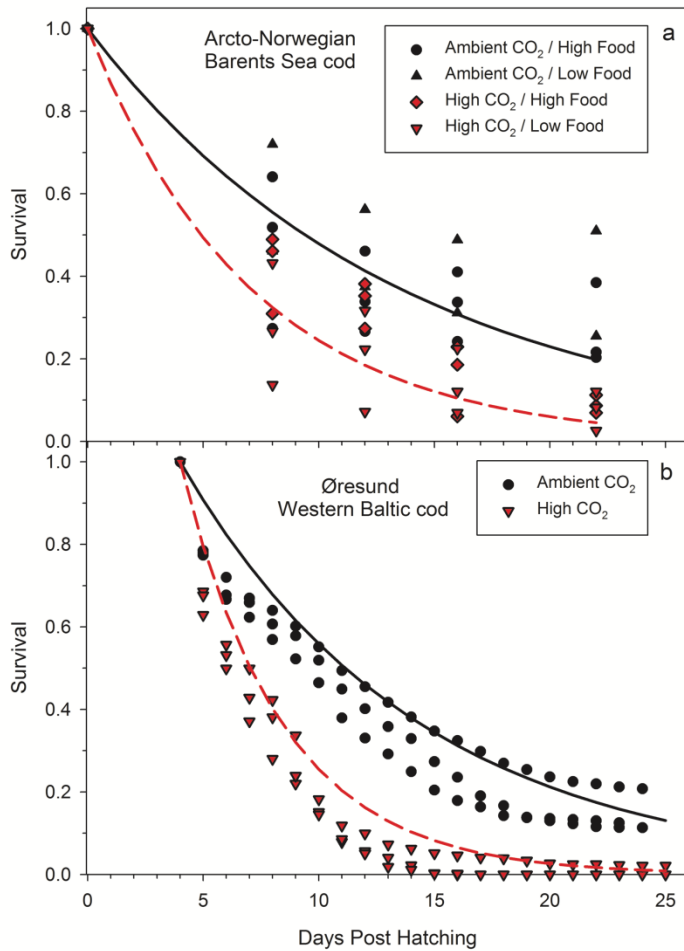 a
Arcto-Norwegian
Barents Sea cod
Ambient CO₂ / High Food
Ambient CO₂ / Low Food
High CO₂ / High Food
High CO₂ / Low Food
1.0
0.8
0.6
0.4
0.2
0.0
Survival
b
Øresund
Western Baltic cod
Ambient CO₂
High CO₂
1.0
0.8
0.6
0.4
0.2
0.0
Survival
0 5 10 15 20 25
Days Post Hatching